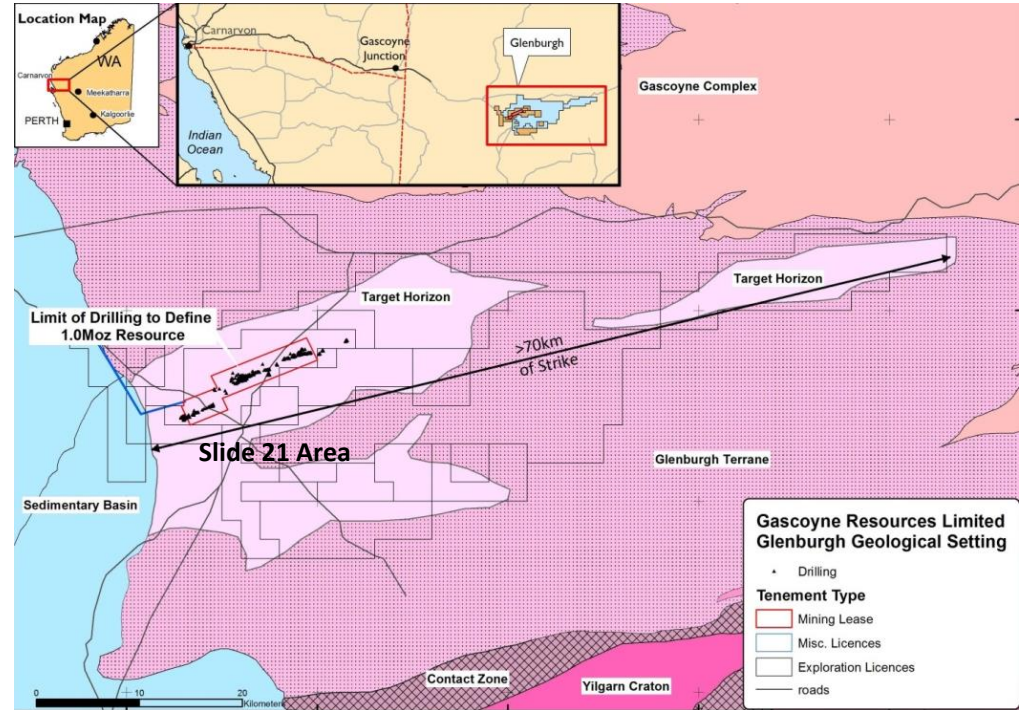 Location Map
WA
Carnarvon
Meekatharra
Kalgoorlie
PERTH
Carnarvon
Gascoyne
Junction
Glenburgh
Indian
Ocean
Gascoyne Complex
Target Horizon
Target Horizon
Limit of Drilling to Define
1.0Moz Resource
>70km
of Strike
Slide 21 Area
Glenburgh Terrane
Sedimentary Basin
Contact Zone
Yilgarn Craton
0 10 20
Kilometers
Gascoyne Resources Limited
Glenburgh Geological Setting
Drilling
Tenement Type
Mining Lease
Misc. Licences
Exploration Licences
roads